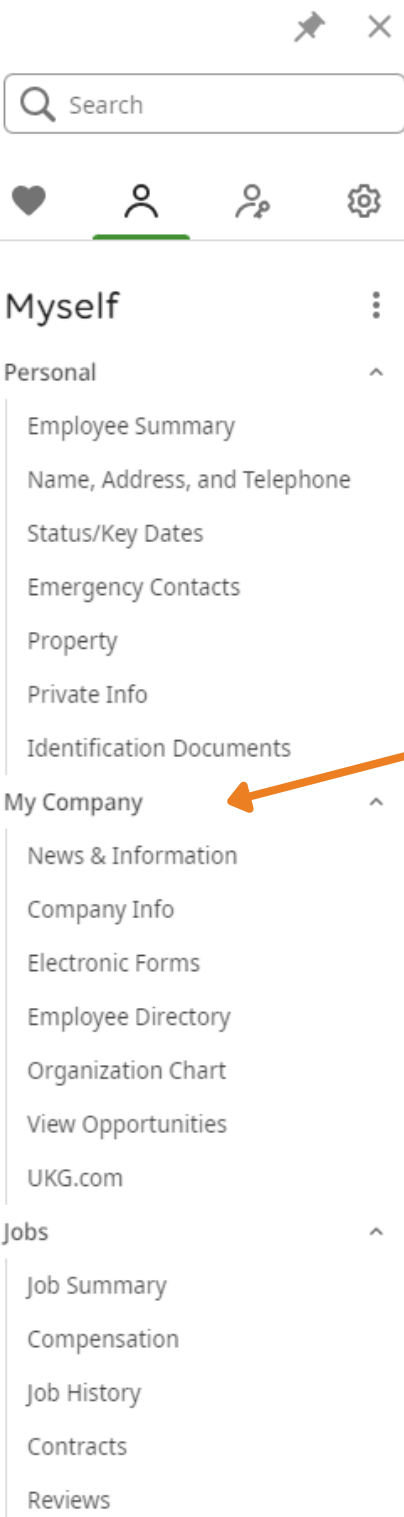 Search
Myself
Personal
Employee Summary
Name, Address, and Telephone
Status/Key Dates
Emergency Contacts
Property
Private Info
Identification Documents
My Company
News & Information
Company Info
Electronic Forms
Employee Directory
Organization Chart
View Opportunities
UKG.com
Jobs
Job Summary
Compensation
Job History
Contracts
Reviews